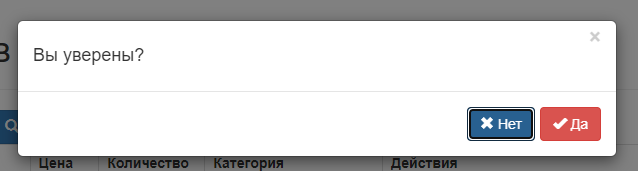 в
×
Вы уверены?
Нет Да
Цена Количество Категория Действия